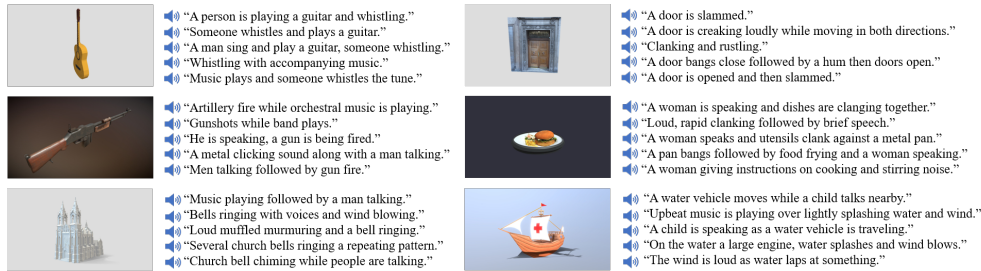 “A person is playing a guitar and whistling.”
“Someone whistles and plays a guitar.”
“A man sing and play a guitar, someone whistling.”
“Whistling with accompanying music.”
“Music plays and someone whistles the tune.”
“A door is slammed.”
“A door is creaking loudly while moving in both directions.”
“Clanking and rustling.”
“A door bangs close followed by a hum then doors open.”
“A door is opened and then slammed.”
“Artillery fire while orchestral music is playing.”
“Gunshots while band plays.”
“He is speaking, a gun is being fired.”
“A metal clicking sound along with a man talking.”
“Men talking followed by gun fire.”
“A woman is speaking and dishes are clanging together.”
“Loud, rapid clanking followed by brief speech.”
“A woman speaks and utensils clank against a metal pan.”
“A pan bangs followed by food frying and a woman speaking.”
“A woman giving instructions on cooking and stirring noise.”
“Music playing followed by a man talking.”
“Bells ringing with voices and wind blowing.”
“Loud muffled murmuring and a bell ringing.”
“Several church bells ringing a repeating pattern.”
“Church bell chiming while people are talking.”
“A water vehicle moves while a child talks nearby.”
“Upbeat music is playing over lightly splashing water and wind.”
“A child is speaking as a water vehicle is traveling.”
“On the water a large engine, water splashes and wind blows.”
“The wind is loud as water laps at something.”